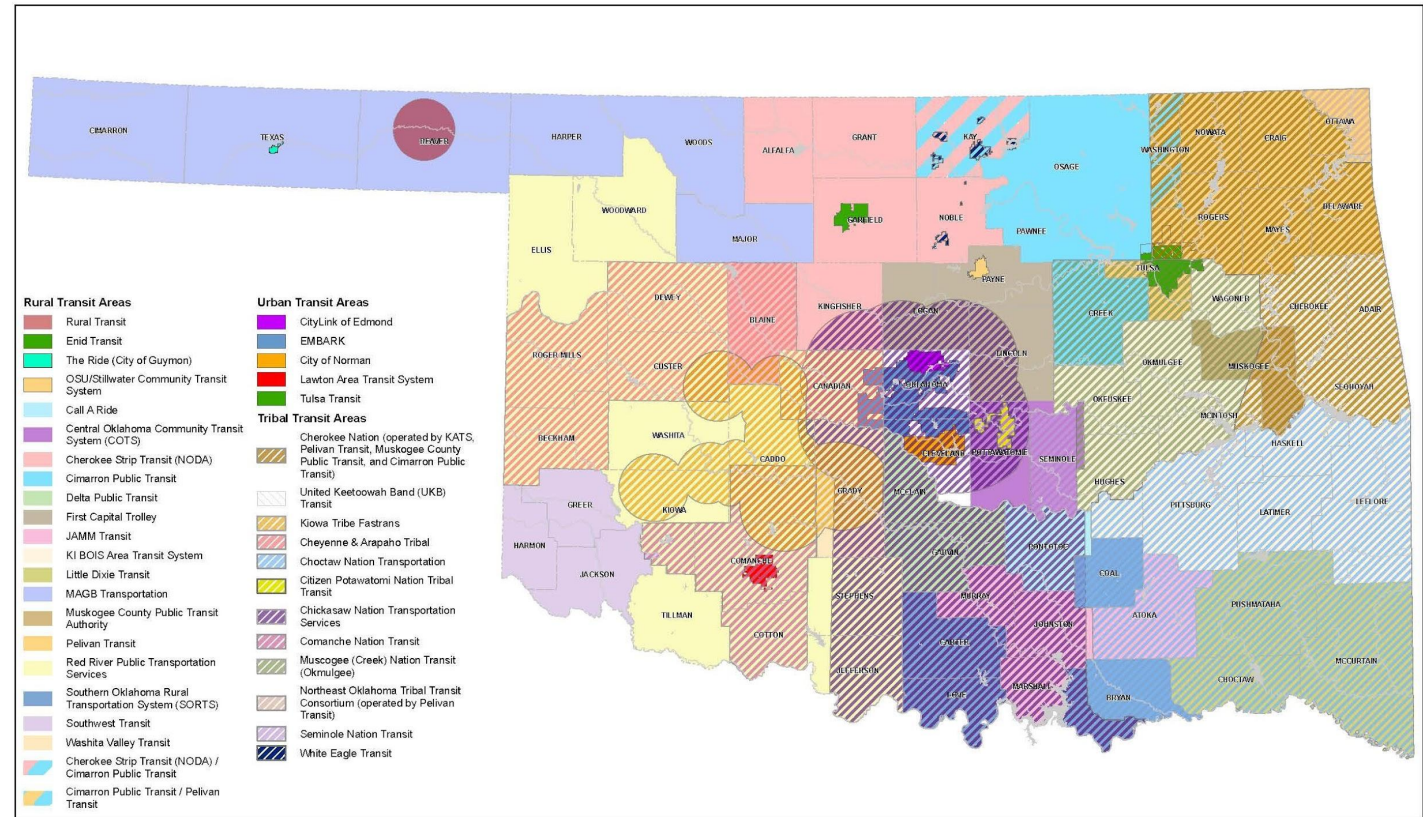 CIMARRON
TEXAS
BEAVER
HARPER
WOODS
ALFALFA
GRANT
KAY
OSAGE
WASHINGTON
NOWATA
CRAIG
OTTAWA
ELLIS
WOODWARD
MAJOR
GARFIELD
NOBLE
PAWNEE
ROGERS
MAYES
DELAWARE
DEWEY
BLAINE
KINGFISHER
LOGAN
PAYNE
TULSA
CREEK
WAGONER
CHEROKEE
ADAIR
ROGER MILLS
CUSTER
CANADIAN
OKLAHOMA
LINCOLN
OKMULGEE
MUSKOGEE
SEQUOYAH
OKFUSKEE
MCINTOSH
BECKHAM
WASHITA
CADDO
CLEVELAND
POTTAWATOMIE
SEMINOLE
HASKELL
HUGHES
GREER
KIOWA
GRADY
MCCLAIN
PITTSBURG
LATIMER
LEFLORE
HARMON
JACKSON
COMANCHE
GARVIN
PONTOTOC
COAL
TILLMAN
COTTON
STEPHENS
MURRAY
JOHNSTON
ATOKA
PUSHMATAHA
MCCURTAIN
JEFFERSON
CARTER
LOVE
MARSHALL
BRYAN
CHOCTAW
Rural Transit Areas
Rural Transit
Enid Transit
The Ride (City of Guymon)
OSU/Stillwater Community Transit
System
Call A Ride
Central Oklahoma Community Transit
System (COTS)
Cherokee Strip Transit (NODA)
Cimarron Public Transit
Delta Public Transit
First Capital Trolley
JAMM Transit
KI BOIS Area Transit System
Little Dixie Transit
MAGB Transportation
Muskogee County Public Transit
Authority
Pelivan Transit
Red River Public Transportation
Services
Southern Oklahoma Rural
Transportation System (SORTS)
Southwest Transit
Washita Valley Transit
Cherokee Strip Transit (NODA) /
Cimarron Public Transit
Cimarron Public Transit / Pelivan
Transit
Urban Transit Areas
CityLink of Edmond
EMBARK
City of Norman
Lawton Area Transit System
Tulsa Transit
Tribal Transit Areas
Cherokee Nation (operated by KATS,
Pelivan Transit, Muskogee County
Public Transit, and Cimarron Public
Transit)
United Keetoowah Band (UKB)
Transit
Kiowa Tribe Fastrans
Cheyenne & Arapaho Tribal
Choctaw Nation Transportation
Citizen Potawatomi Nation Tribal
Transit
Chickasaw Nation Transportation
Services
Comanche Nation Transit
Muscogee (Creek) Nation Transit
(Okmulgee)
Northeast Oklahoma Tribal Transit
Consortium (operated by Pelivan
Transit)
Seminole Nation Transit
White Eagle Transit